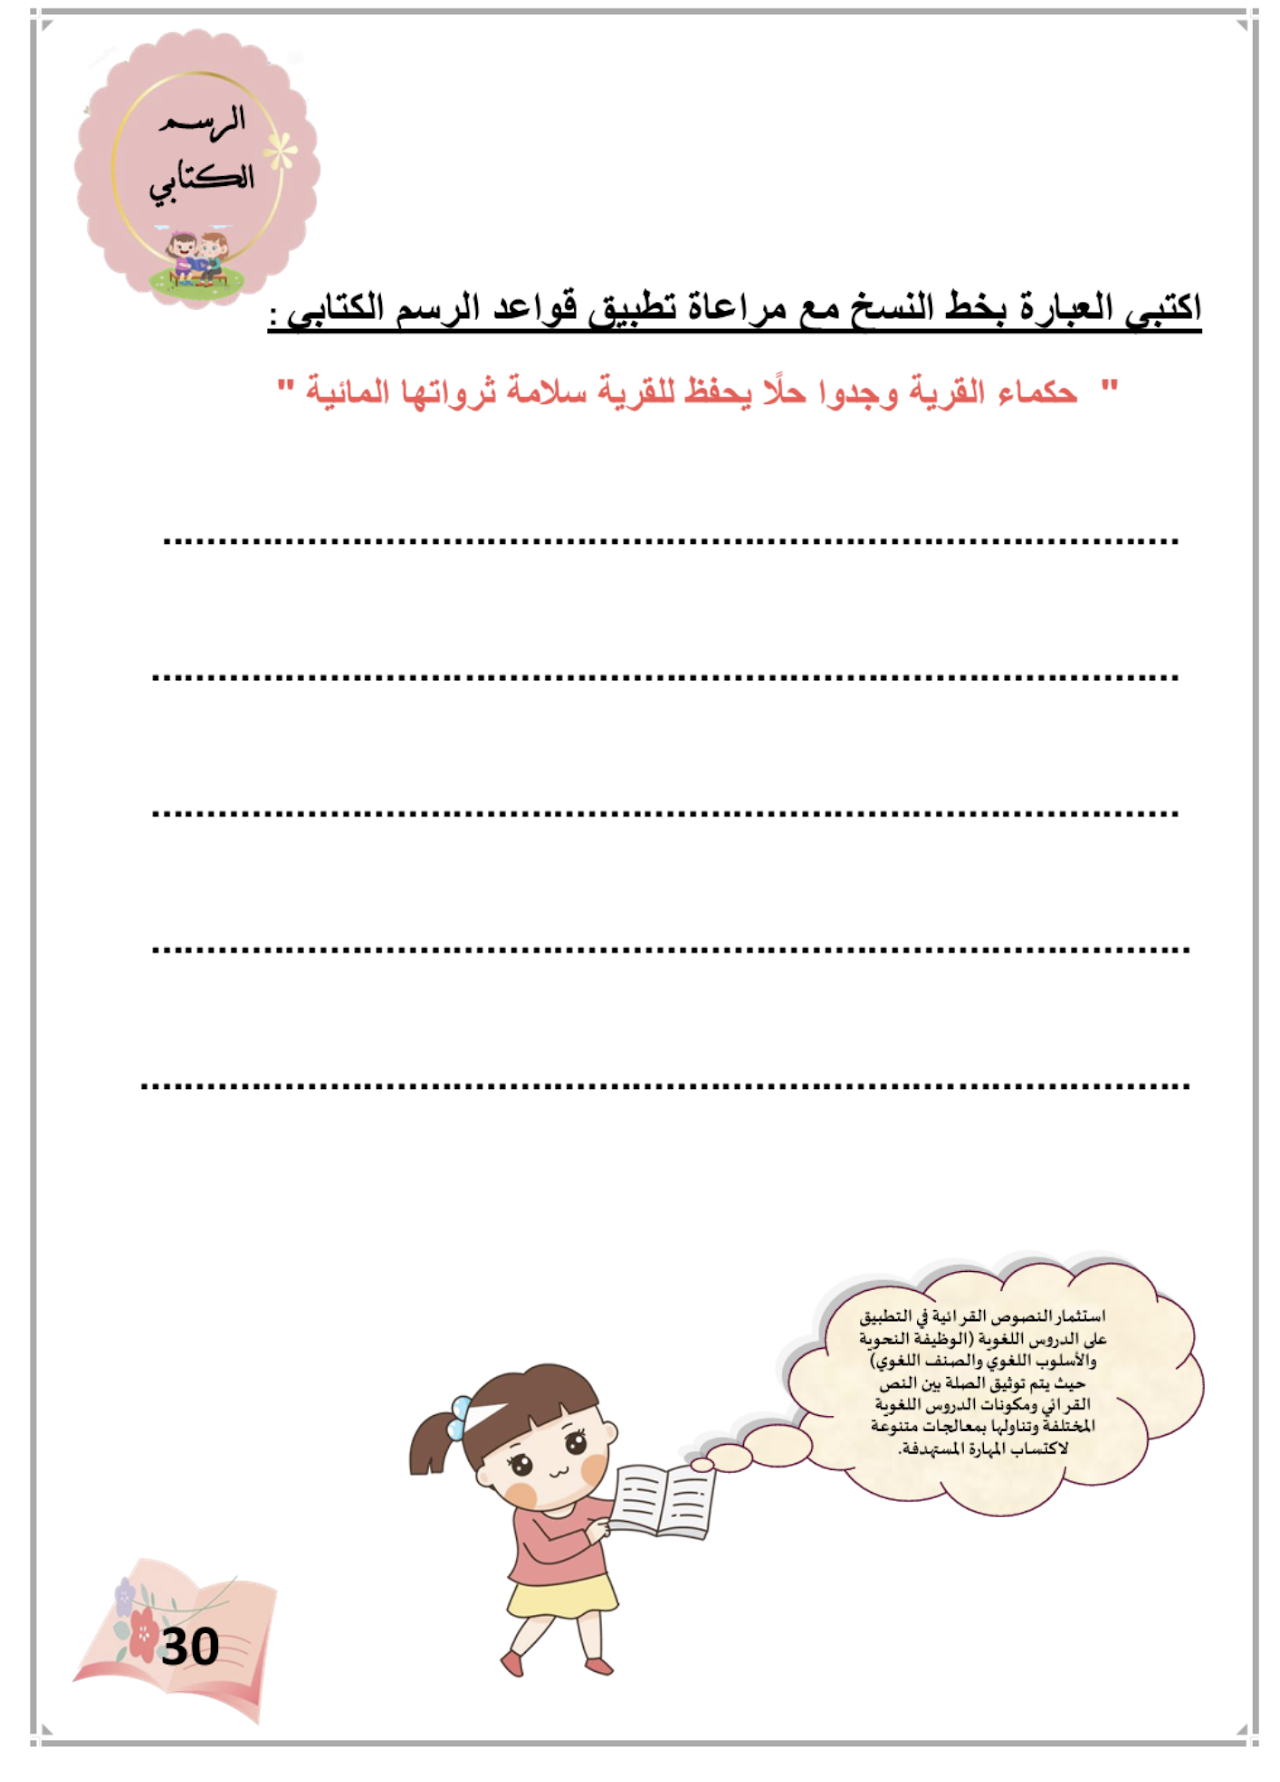 الرسم
الكتابي
اكتبي العبارة بخط النسخ مع مراعاة تطبيق قواعد الرسم الكتابي :
" حكماء القرية وجدوا حلًا يحفظ للقرية سلامة ثرواتها المائية "
استثمار النصوص القرائية في التطبيق
على الدروس اللغوية (الوظيفة النحوية
والأسلوب اللغوي والصنف اللغوي)
حيث يتم توثيق الصلة بين النص
القرائي ومكونات الدروس اللغوية
المختلفة وتناولها بمعالجات متنوعة
لاكتساب المهارة المستهدفة.
30